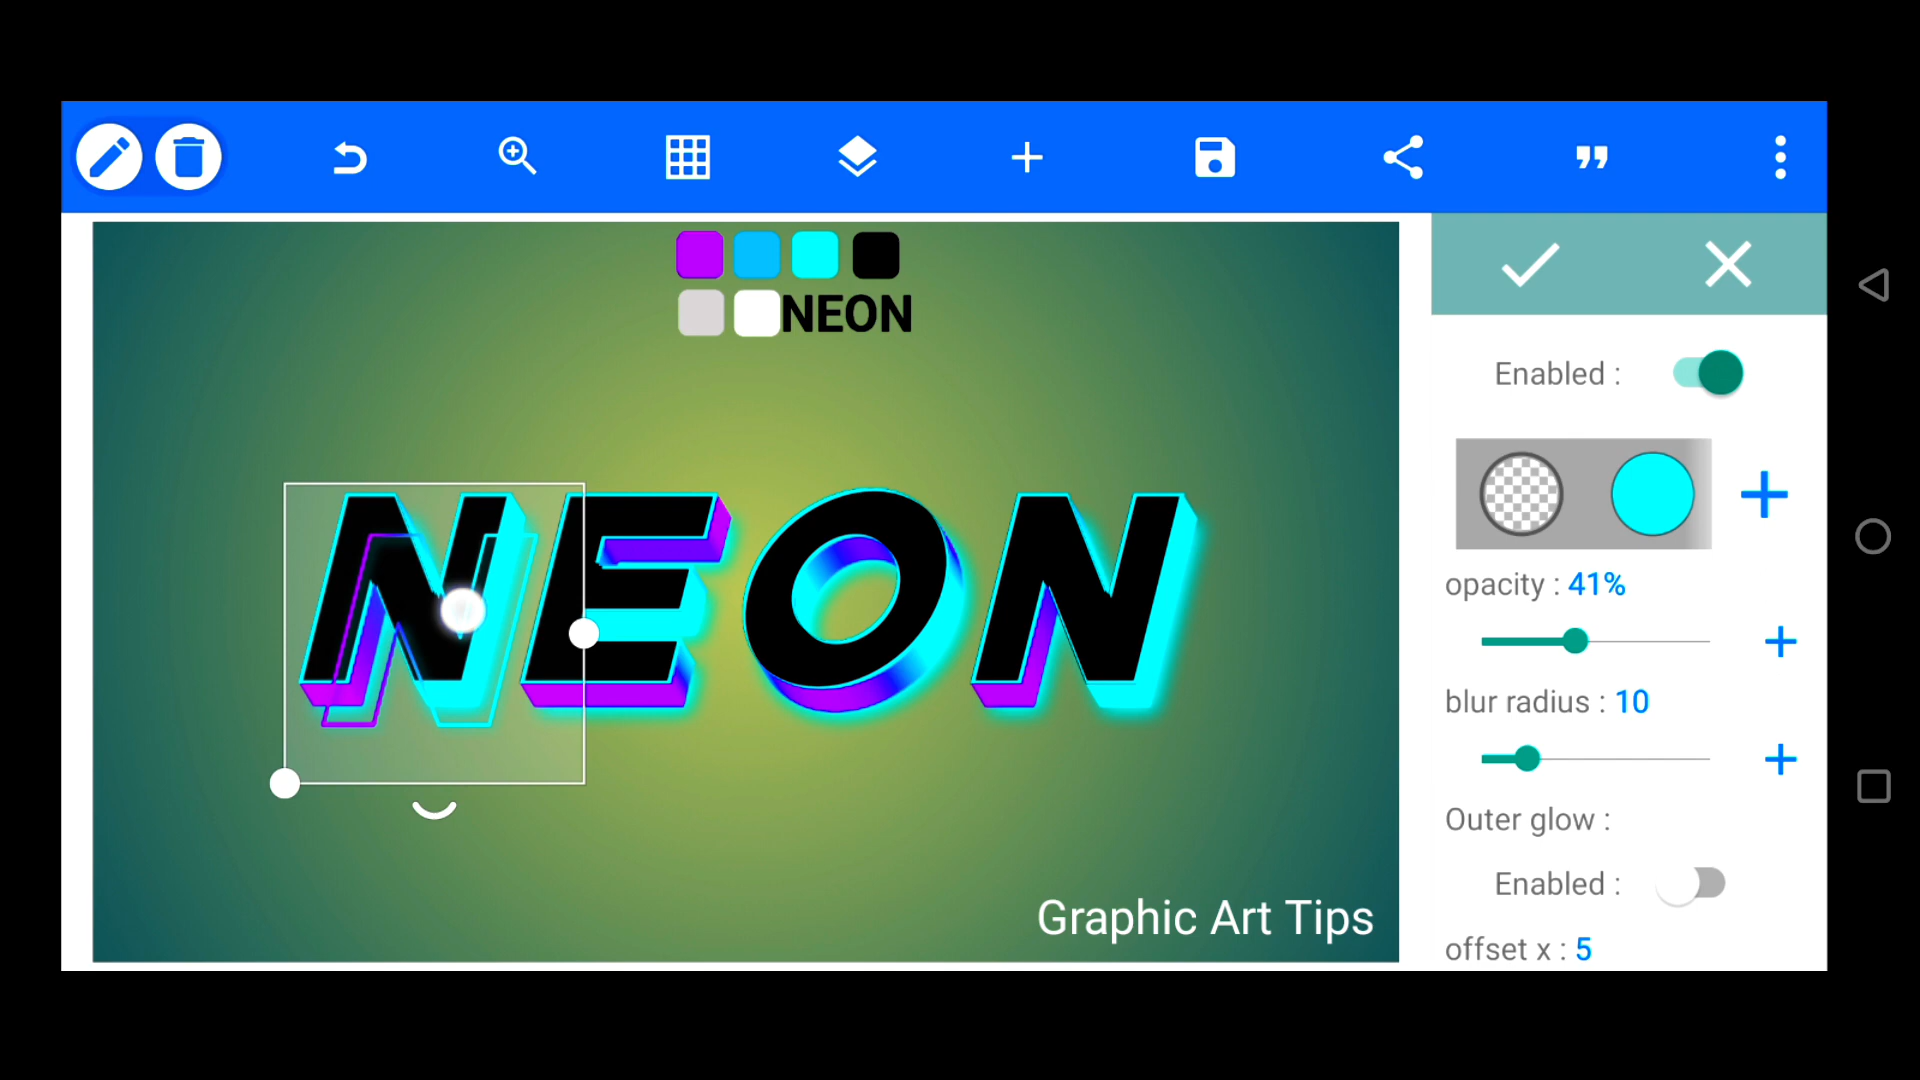 NEON
NEON
Graphic Art Tips
Enabled :
opacity : 41%
blur radius : 10
Outer glow :
Enabled :
offset x : 5